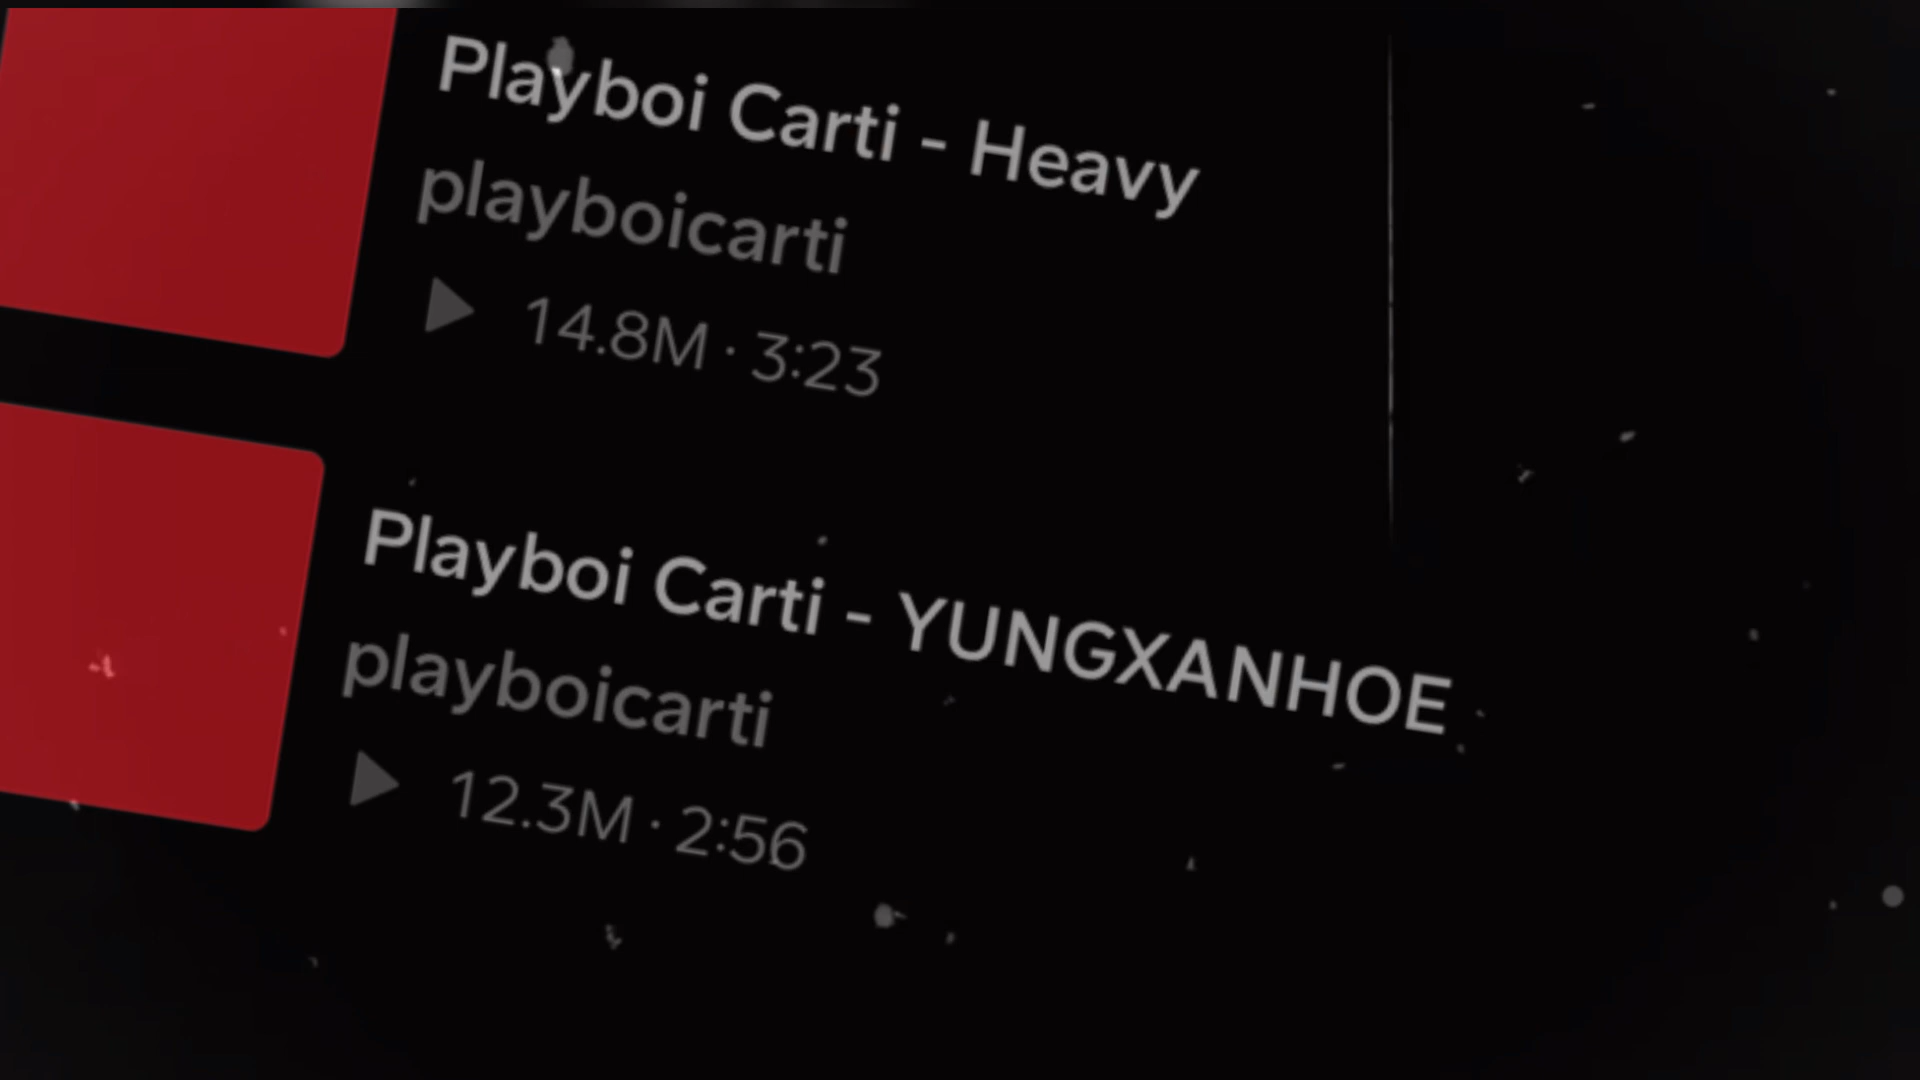 Playboi Carti - Heavy
playboicarti
14.8M · 3:23
Playboi Carti - YUNGXANHOE
playboicarti
12.3M · 2:56